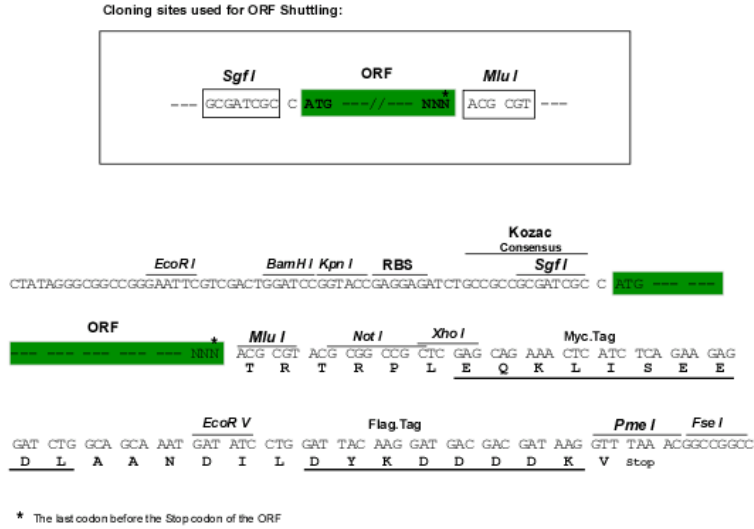 Cloning sites used for ORF Shuttling:
Sgf I ORF Mlu I
--- GCGATCGC C ATG ---//--- NNN* ACG CGT ---
Kozac
Consensus
EcoR I BamH I Kpn I RBS Sgf I
CTATAGGGCGGCCGGGAATTCGTCGACTGGATCCGGTACCGAGGAGATCTGCCGCCGCGATCGC C ATG --- ---
ORF Mlu I Not I Xho I Myc.Tag
--- --- --- --- --- NNN* ACG CGT ACG CGG CCG CTC GAG CAG AAA CTC ATC TCA GAA GAG
T R T R P L E Q K L I S E E
EcoR V Flag.Tag Pme I Fse I
GAT CTG GCA GCA AAT GAT ATC CTG GAT TAC AAG GAT GAC GAC GAT AAG GTT TAA ACGGCCGGCC
D L A A N D I L D Y K D D D D K V Stop
* The last codon before the Stop codon of the ORF